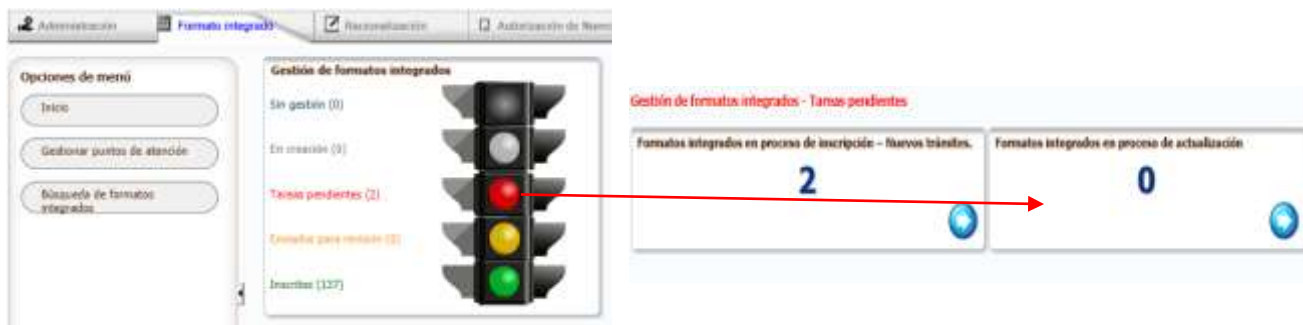 Administración
Formato integrado
Racionalización
Autorización de Nuev
Opciones de menú
Inicio
Gestionar puntos de atención
Búsqueda de formatos
integrados
Gestión de formatos integrados
Sin gestión (0)
En creación (0)
Tareas pendientes (2)
Enviados para revisión (0)
Inscritos (137)
Gestión de formatos integrados - Tareas pendientes
Formatos integrados en proceso de inscripción – Nuevos trámites.
2
Formatos integrados en proceso de actualización
0